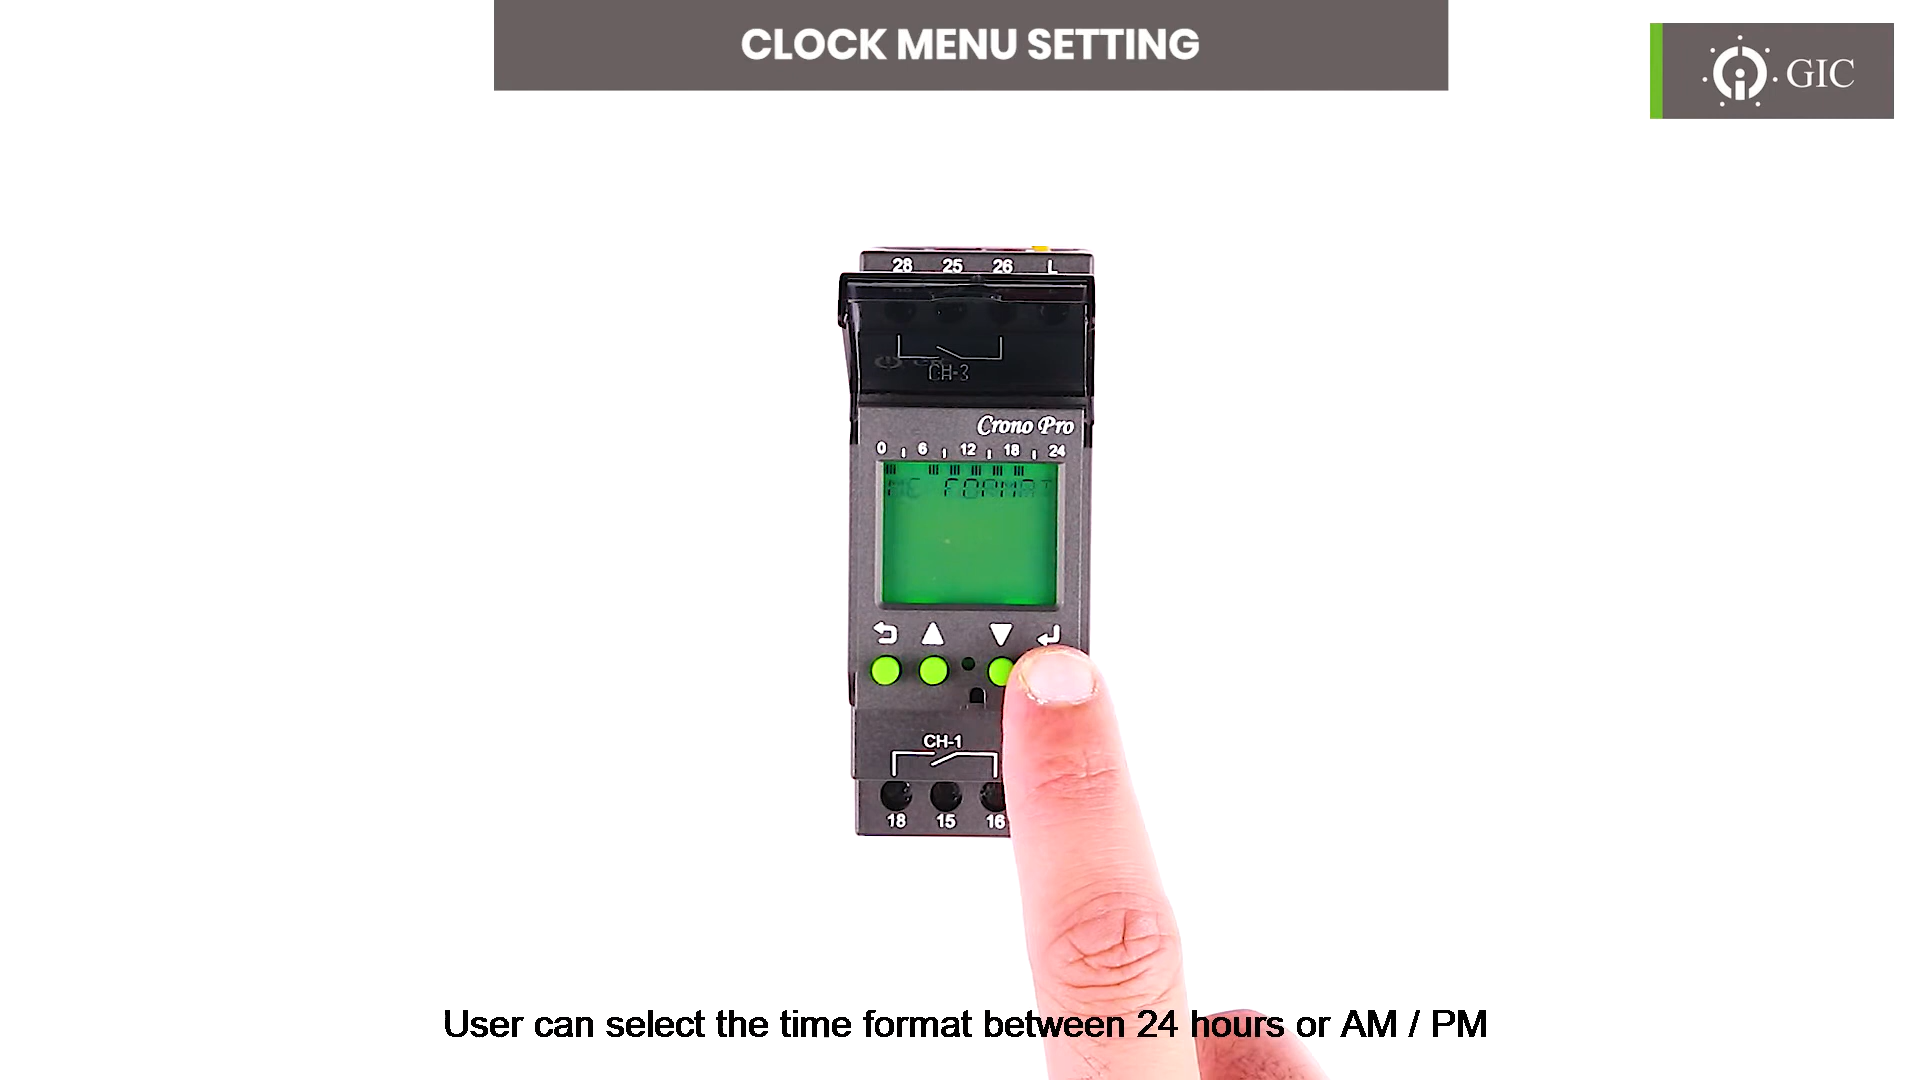 CLOCK MENU SETTING
GIC
28 25 26 L
CH-3
Crono Pro
0 6 12 18 24
ME FORMAT
CH-1
18 15 16
User can select the time format between 24 hours or AM / PM